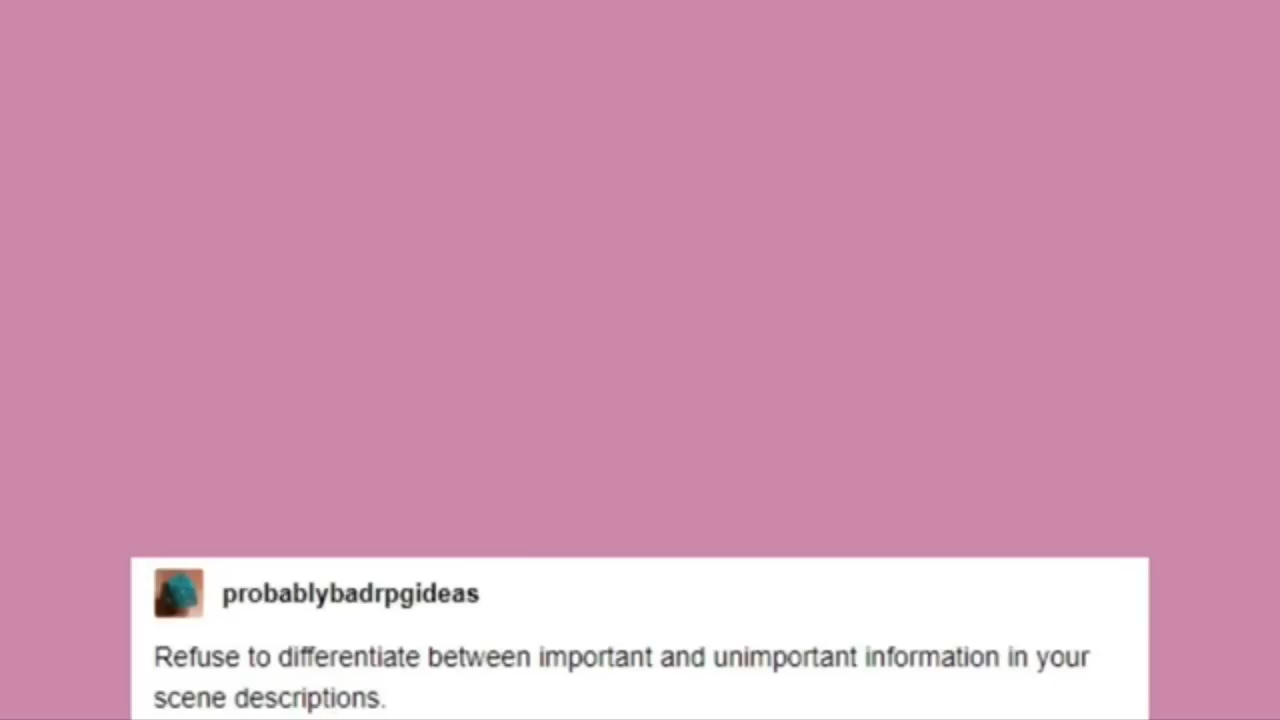 probablybadrpgideas
Refuse to differentiate between important and unimportant information in your
scene descriptions.